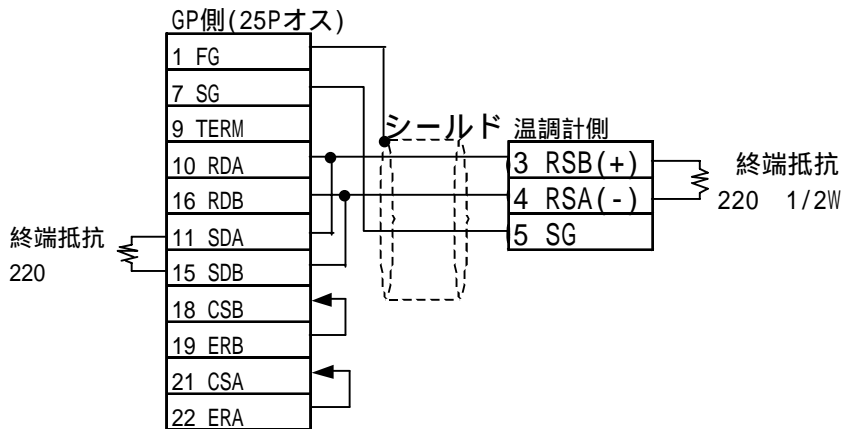 GP側(25Pオス)
1 FG
7 SG
9 TERM
10 RDA
16 RDB
11 SDA
15 SDB
18 CSB
19 ERB
21 CSA
22 ERA
終端抵抗
220
シールド
温調計側
3 RSB(+)
4 RSA(-)
5 SG
終端抵抗
220 1/2W